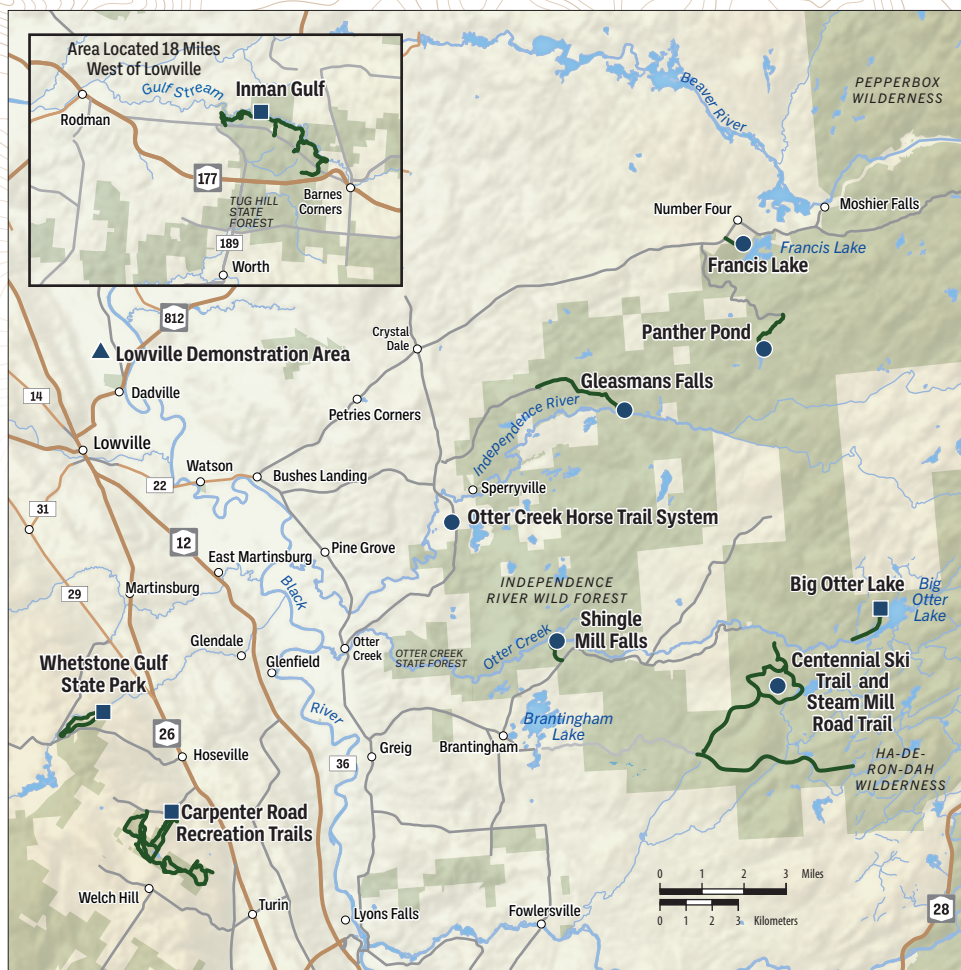 Area Located 18 Miles
West of Lowville
Gulf Stream
Inman Gulf
Rodman
177
Barnes
Corners
TUG HILL
STATE
FOREST
189
Worth
Beaver River
PEPPERBOX
WILDERNESS
Number Four
Moshier Falls
Francis Lake
Francis Lake
812
Crystal
Dale
Panther Pond
Lowville Demonstration Area
Gleasmans Falls
14
Dadville
Petries Corners
Independence River
Lowville
Watson
22
Bushes Landing
Sperryville
31
Otter Creek Horse Trail System
12
East Martinsburg
Pine Grove
29
Martinsburg
Black
River
INDEPENDENCE
RIVER WILD FOREST
Big Otter Lake
Big
Otter
Lake
Shingle
Mill Falls
Otter Creek
Glendale
Otter
Creek
OTTER CREEK
STATE FOREST
Glenfield
Whetstone Gulf
State Park
Centennial Ski
Trail and
Steam Mill
Road Trail
26
Hoseville
36
Greig
Brantingham
Brantingham
Lake
HA-DE-
RON-DAH
WILDERNESS
Carpenter Road
Recreation Trails
Welch Hill
Turin
Lyons Falls
Fowlersville
0 1 2 3 Miles
0 1 2 3 Kilometers
28